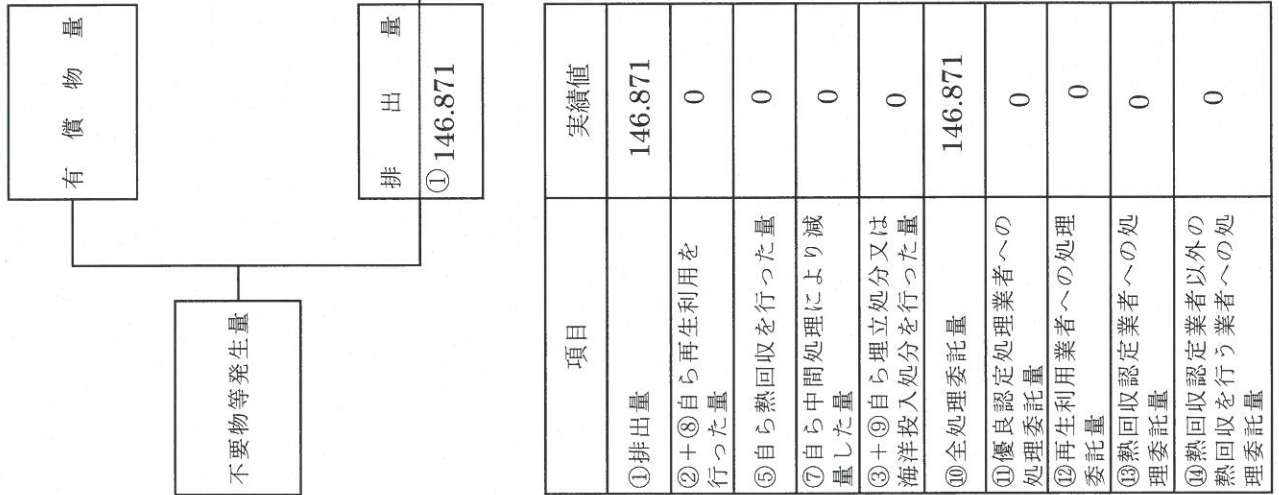 不要物等発生量
有償物量
排出量
①146.871
項目 実績値
①排出量 146.871
②+⑧自ら再生利用を
行った量 0
⑤自ら熱回収を行った量 0
⑦自ら中間処理により減
量した量 0
③+⑨自ら埋立処分又は
海洋投入処分を行った量 0
⑩全処理委託量 146.871
⑪優良認定処理業者への
処理委託量 0
⑫再生利用業者への処理
委託量 0
⑬熱回収認定業者への処
理委託量 0
⑭熱回収認定業者以外の
熱回収を行う業者への処
理委託量 0